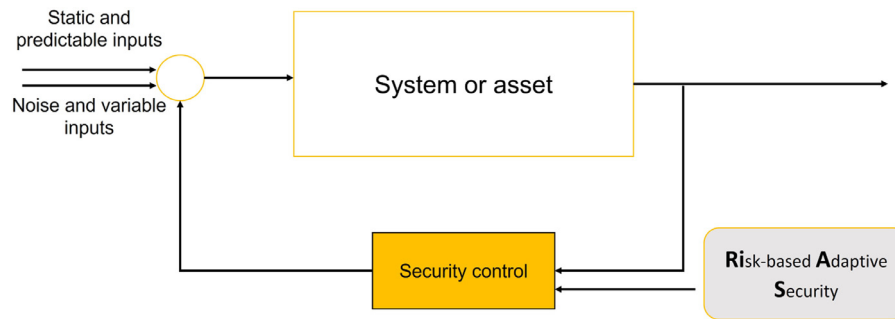 Static and
predictable inputs
Noise and variable
inputs
System or asset
Security control
Risk-based Adaptive
Security